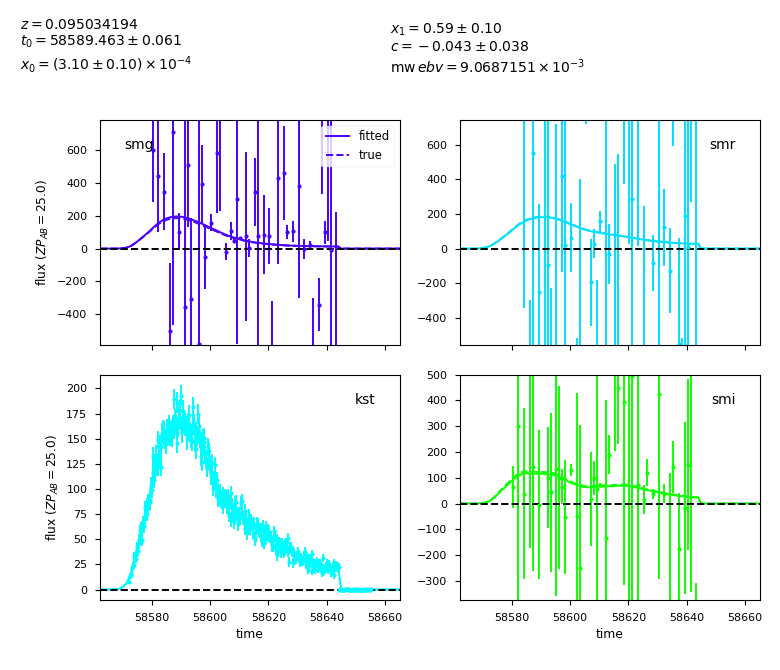 z = 0.095034194
t₀ = 58589.463 ± 0.061
x₀ = (3.10 ± 0.10) × 10⁻⁴
x₁ = 0.59 ± 0.10
c = −0.043 ± 0.038
mw ebv = 9.0687151 × 10⁻³
smg
fitted
true
600
400
200
0
−200
−400
flux (ZP_AB = 25.0)
smr
600
400
200
0
−200
−400
kst
200
175
150
125
100
75
50
25
0
flux (ZP_AB = 25.0)
58580 58600 58620 58640 58660
time
smi
500
400
300
200
100
0
−100
−200
−300
58580 58600 58620 58640 58660
time